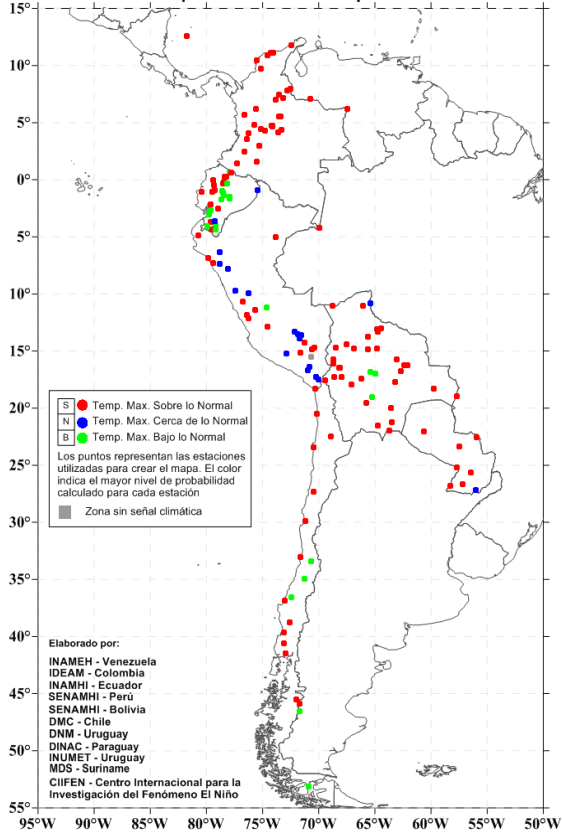 15°
10°
5°
0°
5°
10°
15°
20°
25°
30°
35°
40°
45°
50°
55°
S Temp. Max. Sobre lo Normal
N Temp. Max. Cerca de lo Normal
B Temp. Max. Bajo lo Normal
Los puntos representan las estaciones
utilizadas para crear el mapa. El color
indica el mayor nivel de probabilidad
calculado para cada estación
Zona sin señal climática
Elaborado por:
INAMEH - Venezuela
IDEAM - Colombia
INAMHI - Ecuador
SENAMHI - Perú
SENAMHI - Bolivia
DMC - Chile
DNM - Uruguay
DINAC - Paraguay
INUMET - Uruguay
MDS - Suriname
CIIFEN - Centro Internacional para la
Investigación del Fenómeno El Niño
95°W 90°W 85°W 80°W 75°W 70°W 65°W 60°W 55°W 50°W